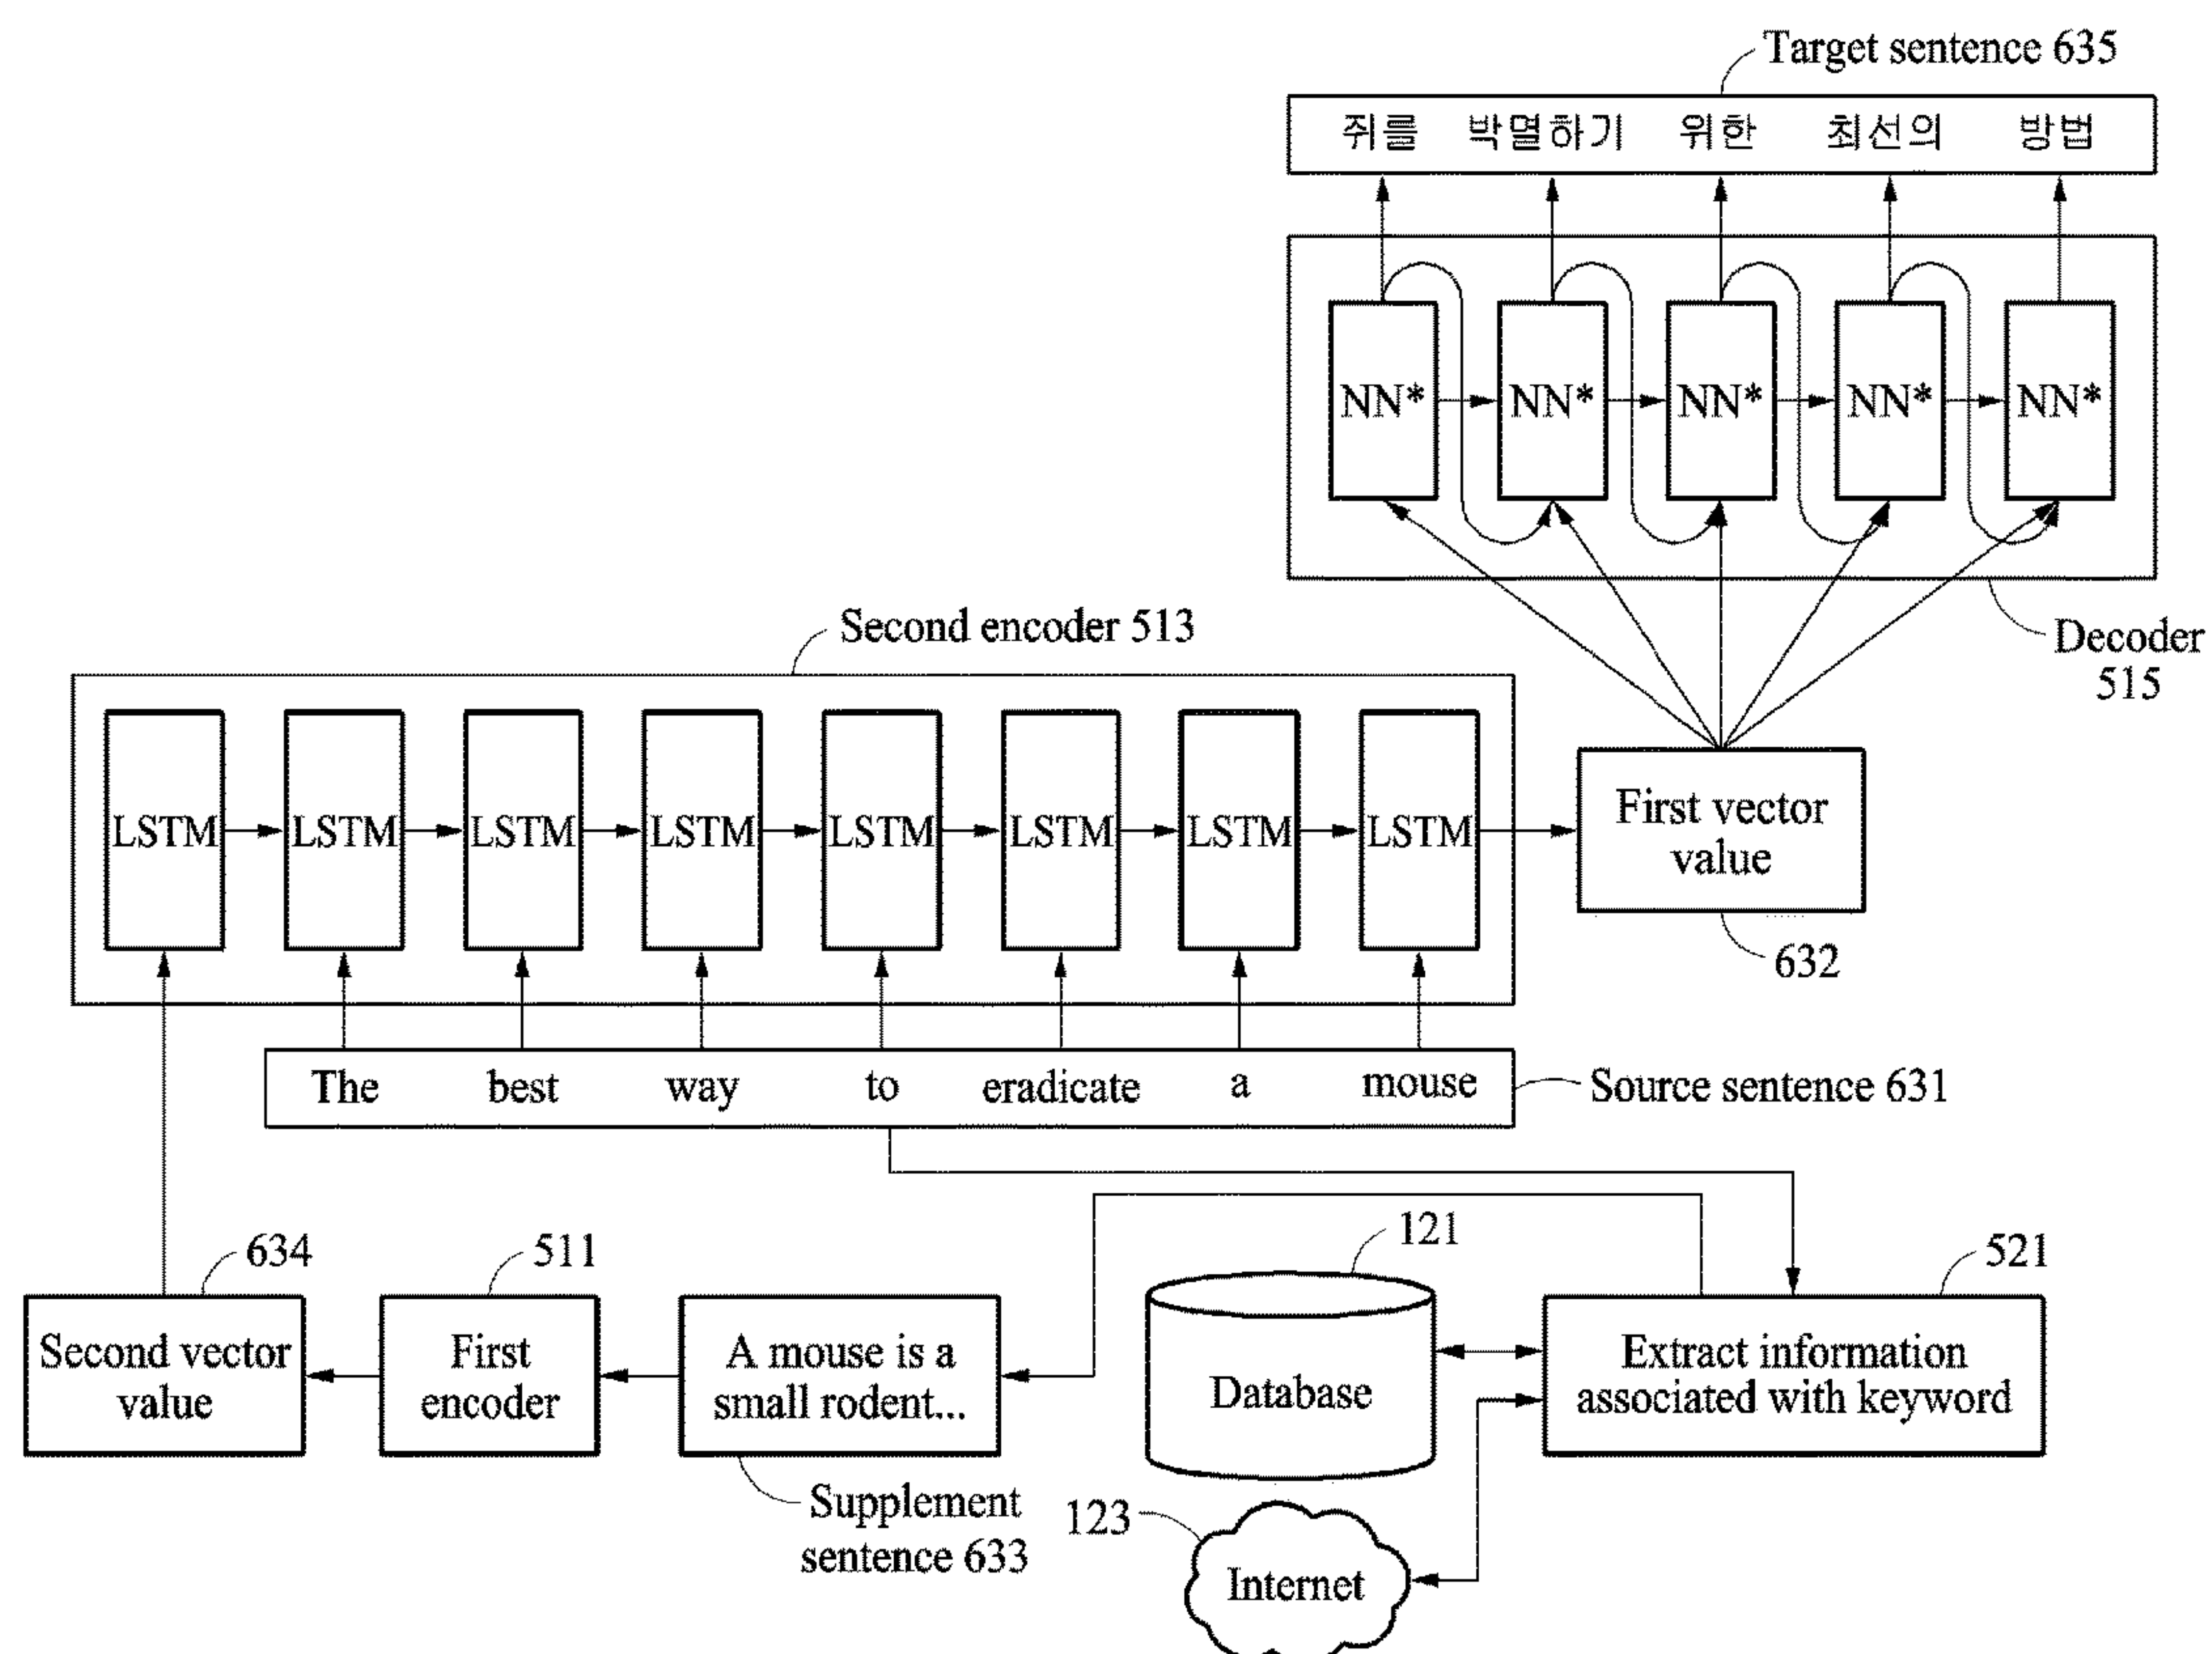 Target sentence 635
쥐를 박멸하기 위한 최선의 방법
NN* NN* NN* NN* NN*
Decoder
515
Second encoder 513
LSTM LSTM LSTM LSTM LSTM LSTM LSTM LSTM
First vector
value
632
The best way to eradicate a mouse
Source sentence 631
634
Second vector
value
511
First
encoder
A mouse is a
small rodent...
Supplement
sentence 633
121
Database
123
Internet
521
Extract information
associated with keyword